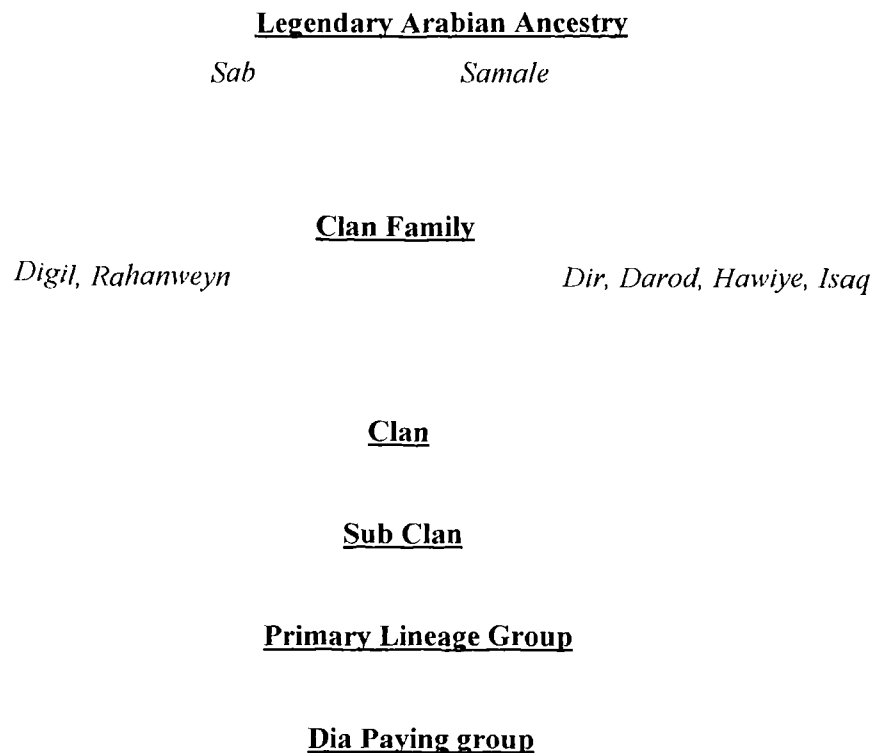 Legendary Arabian Ancestry
Sab Samale
Clan Family
Digil, Rahanweyn Dir, Darod, Hawiye, Isaq
Clan
Sub Clan
Primary Lineage Group
Dia Paying group